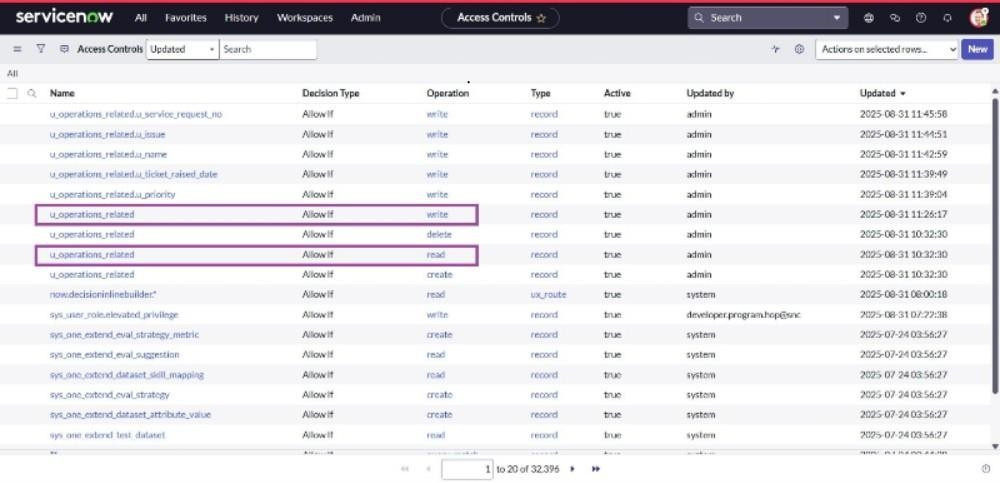 servicenow All Favorites History Workspaces Admin Access Controls Search
Access Controls Updated Search Actions on selected rows... New
All
Name Decision Type Operation Type Active Updated by Updated
u_operations_related.u_service_request_no Allow If write record true admin 2025-08-31 11:45:58
u_operations_related.u_issue Allow If write record true admin 2025-08-31 11:44:51
u_operations_related.u_name Allow If write record true admin 2025-08-31 11:42:59
u_operations_related.u_ticket_raised_date Allow If write record true admin 2025-08-31 11:39:49
u_operations_related.u_priority Allow If write record true admin 2025-08-31 11:39:04
u_operations_related Allow If write record true admin 2025-08-31 11:26:17
u_operations_related Allow If delete record true admin 2025-08-31 10:32:30
u_operations_related Allow If read record true admin 2025-08-31 10:32:30
u_operations_related Allow If create record true admin 2025-08-31 10:32:30
now.decisioninlinebuilder.* Allow If read ux_route true system 2025-08-31 08:00:18
sys_user_role.elevated_privilege Allow If write record true developer.program.hop@snc 2025-08-31 07:22:38
sys_one_extend_eval_strategy_metric Allow If create record true system 2025-07-24 03:56:27
sys_one_extend_eval_suggestion Allow If read record true system 2025-07-24 03:56:27
sys_one_extend_dataset_skill_mapping Allow If read record true system 2025-07-24 03:56:27
sys_one_extend_eval_strategy Allow If create record true system 2025-07-24 03:56:27
sys_one_extend_dataset_attribute_value Allow If create record true system 2025-07-24 03:56:27
sys_one_extend_test_dataset Allow If read record true system 2025-07-24 03:56:27
1 to 20 of 32,396